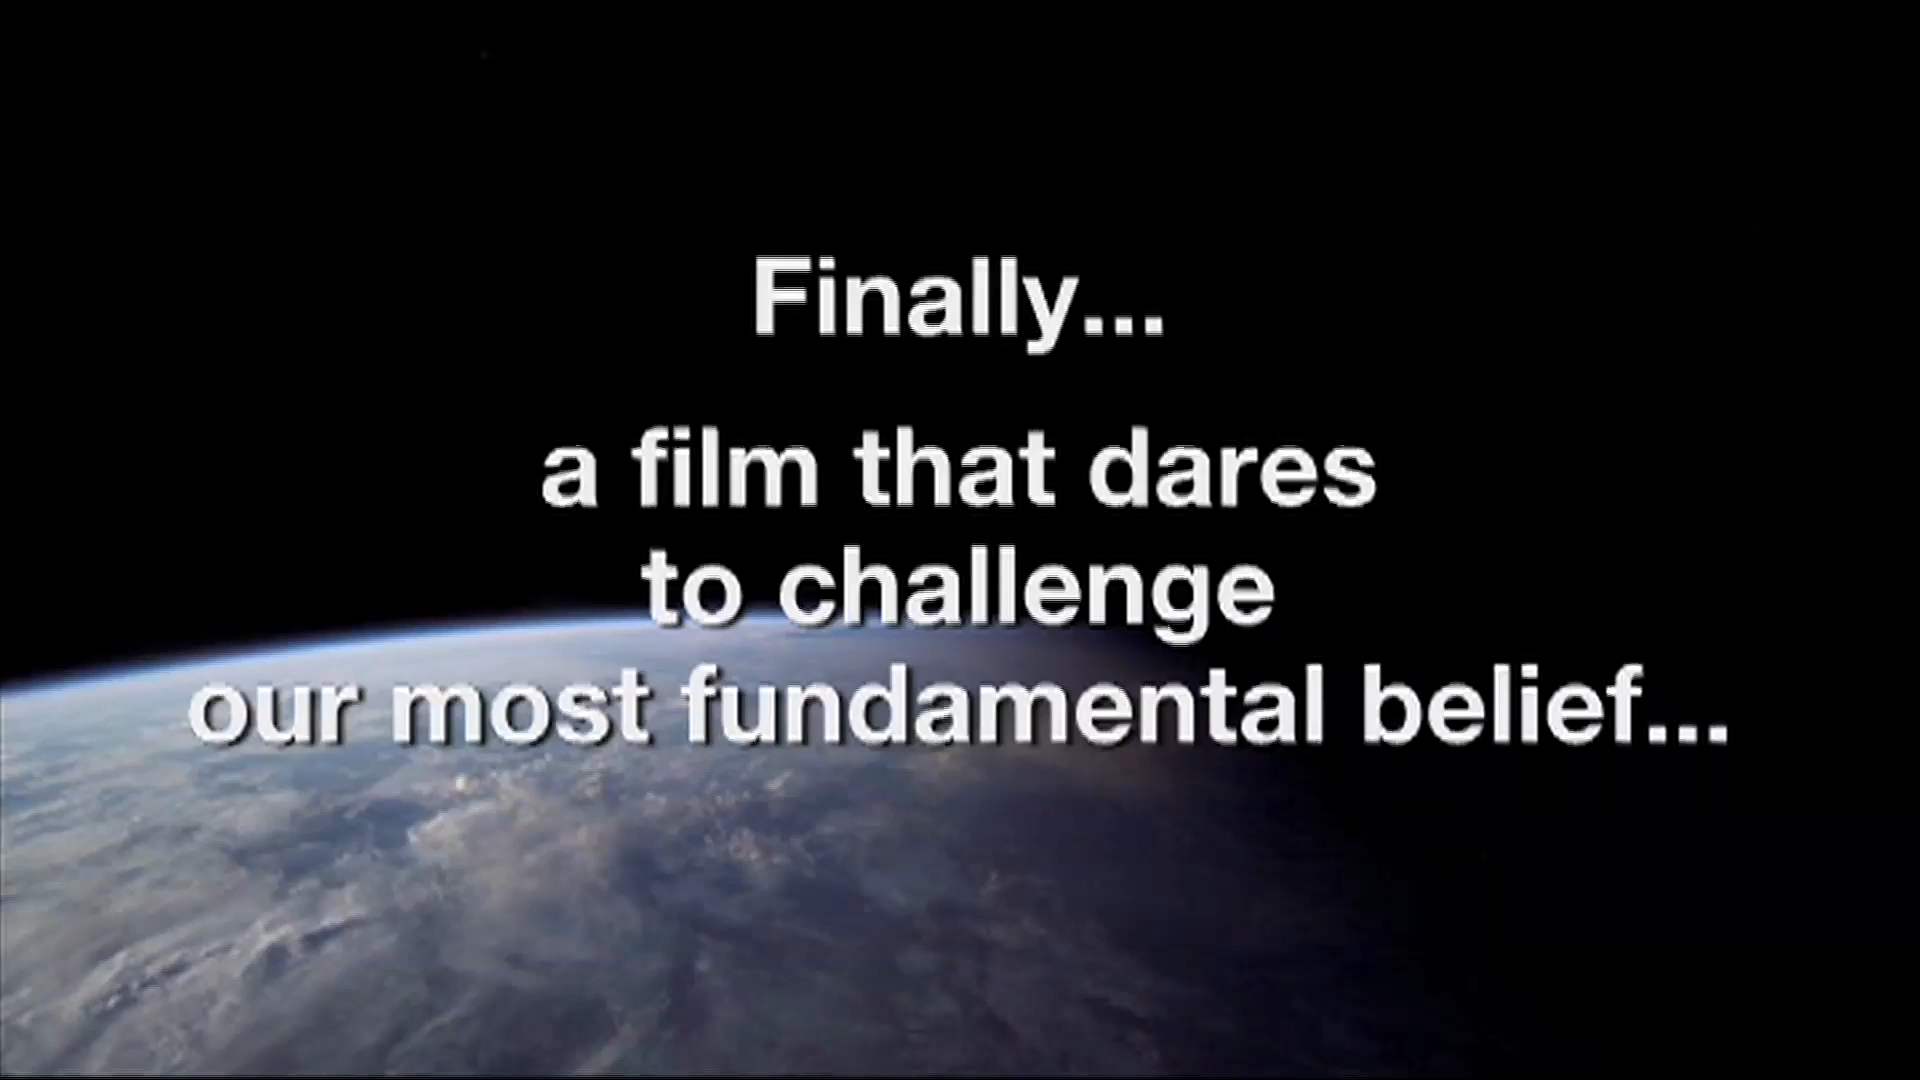 Finally...
a film that dares
to challenge
our most fundamental belief...